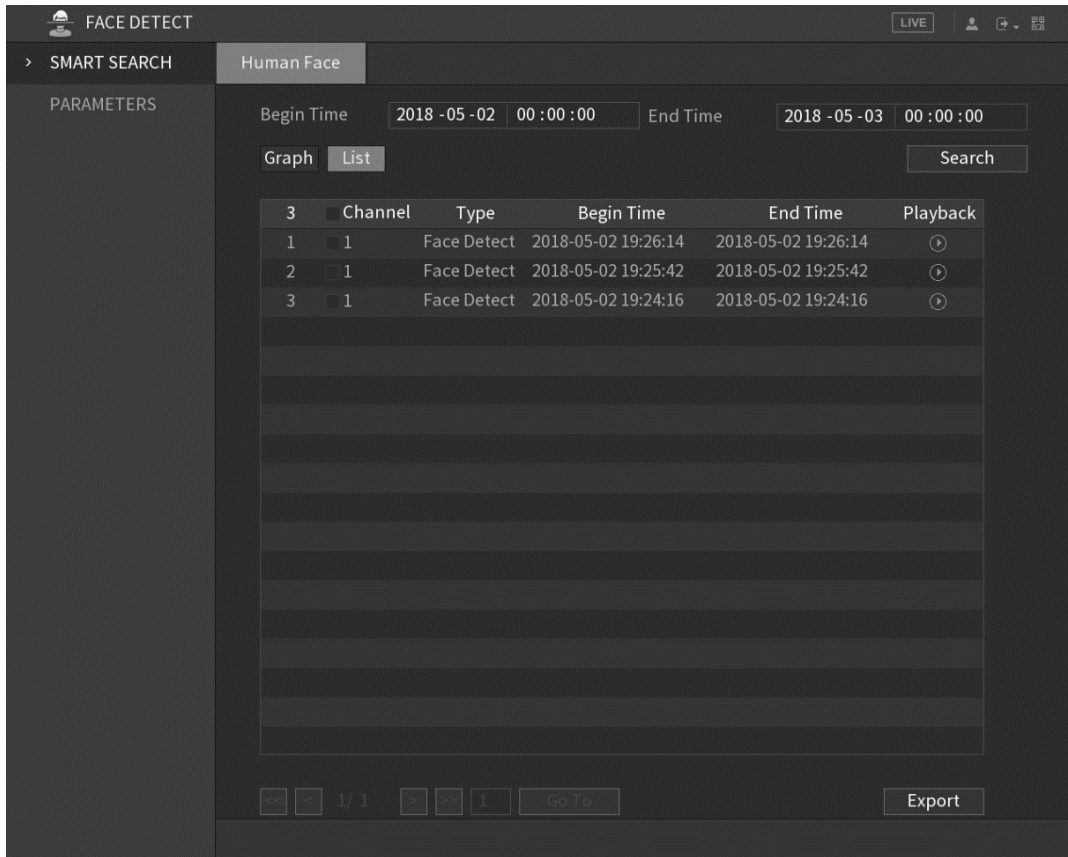 FACE DETECT LIVE
> SMART SEARCH Human Face
PARAMETERS
Begin Time 2018 -05 -02 00 : 00 : 00 End Time 2018 -05 -03 00 : 00 : 00
Graph List Search
3 Channel Type Begin Time End Time Playback
1 1 Face Detect 2018-05-02 19:26:14 2018-05-02 19:26:14
2 1 Face Detect 2018-05-02 19:25:42 2018-05-02 19:25:42
3 1 Face Detect 2018-05-02 19:24:16 2018-05-02 19:24:16
<< < 1/ 1 > >> 1 Go To Export